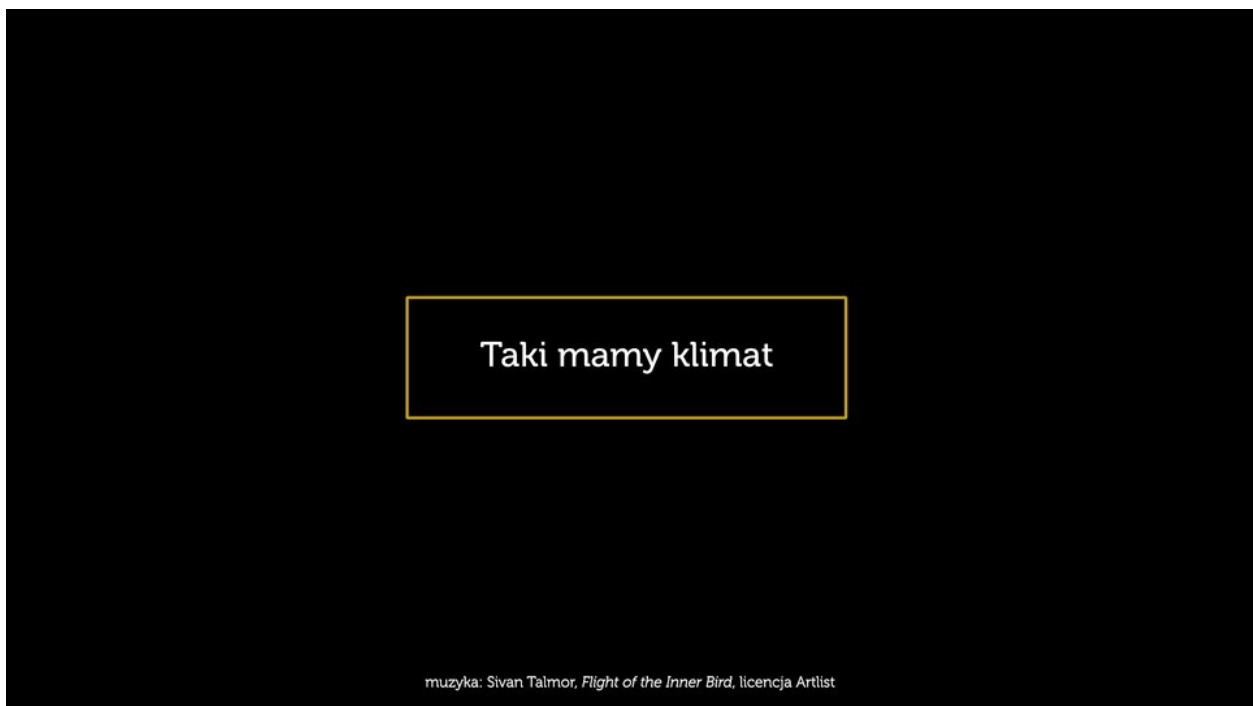 Taki mamy klimat
muzyka: Sivan Talmor, Flight of the Inner Bird, licencja Artlist